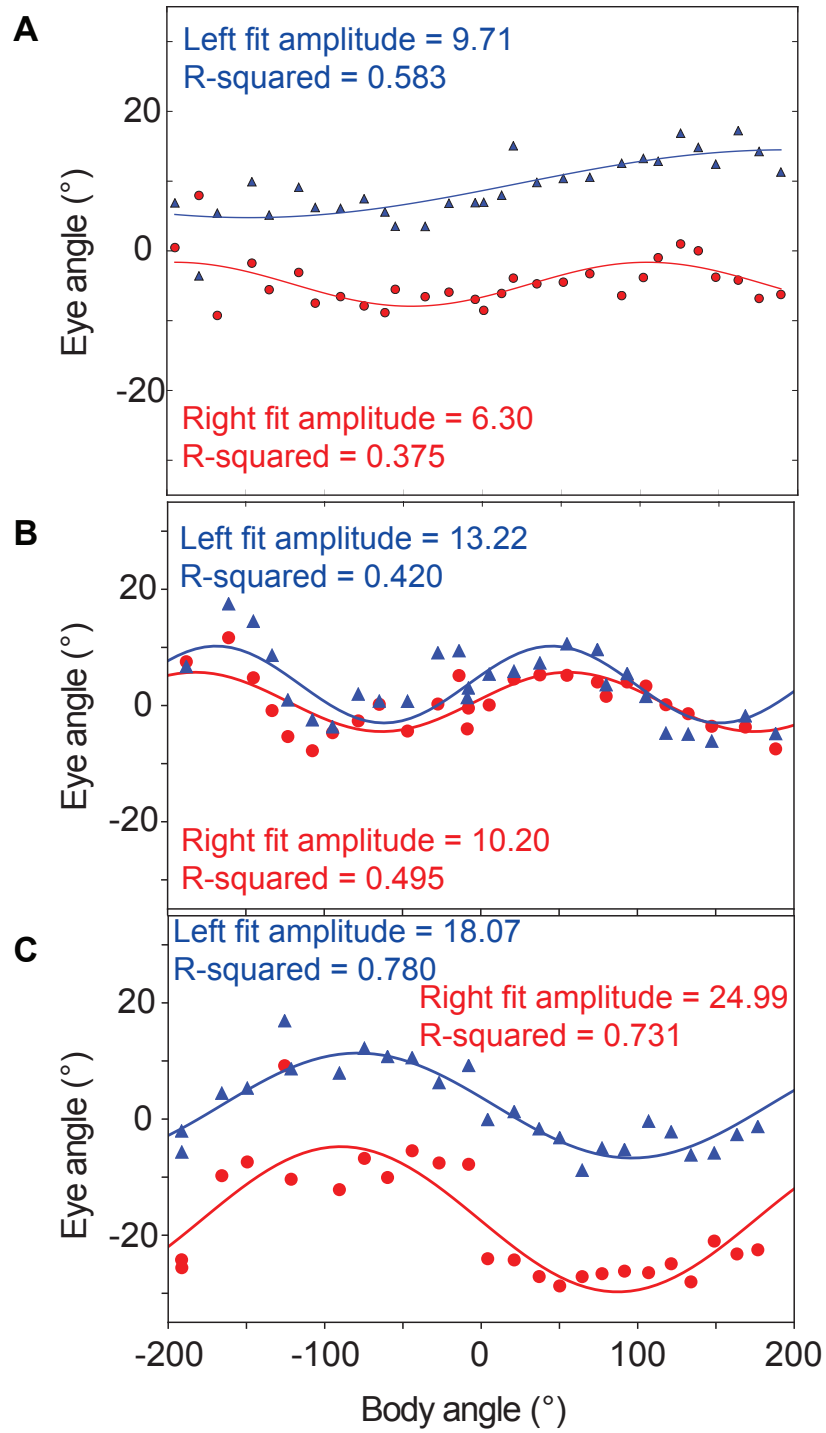 A
Left fit amplitude = 9.71
R-squared = 0.583
20
0
-20
Eye angle (°)
Right fit amplitude = 6.30
R-squared = 0.375
B
Left fit amplitude = 13.22
R-squared = 0.420
20
0
-20
Eye angle (°)
Right fit amplitude = 10.20
R-squared = 0.495
C
Left fit amplitude = 18.07
R-squared = 0.780
Right fit amplitude = 24.99
R-squared = 0.731
20
0
-20
Eye angle (°)
-200 -100 0 100 200
Body angle (°)